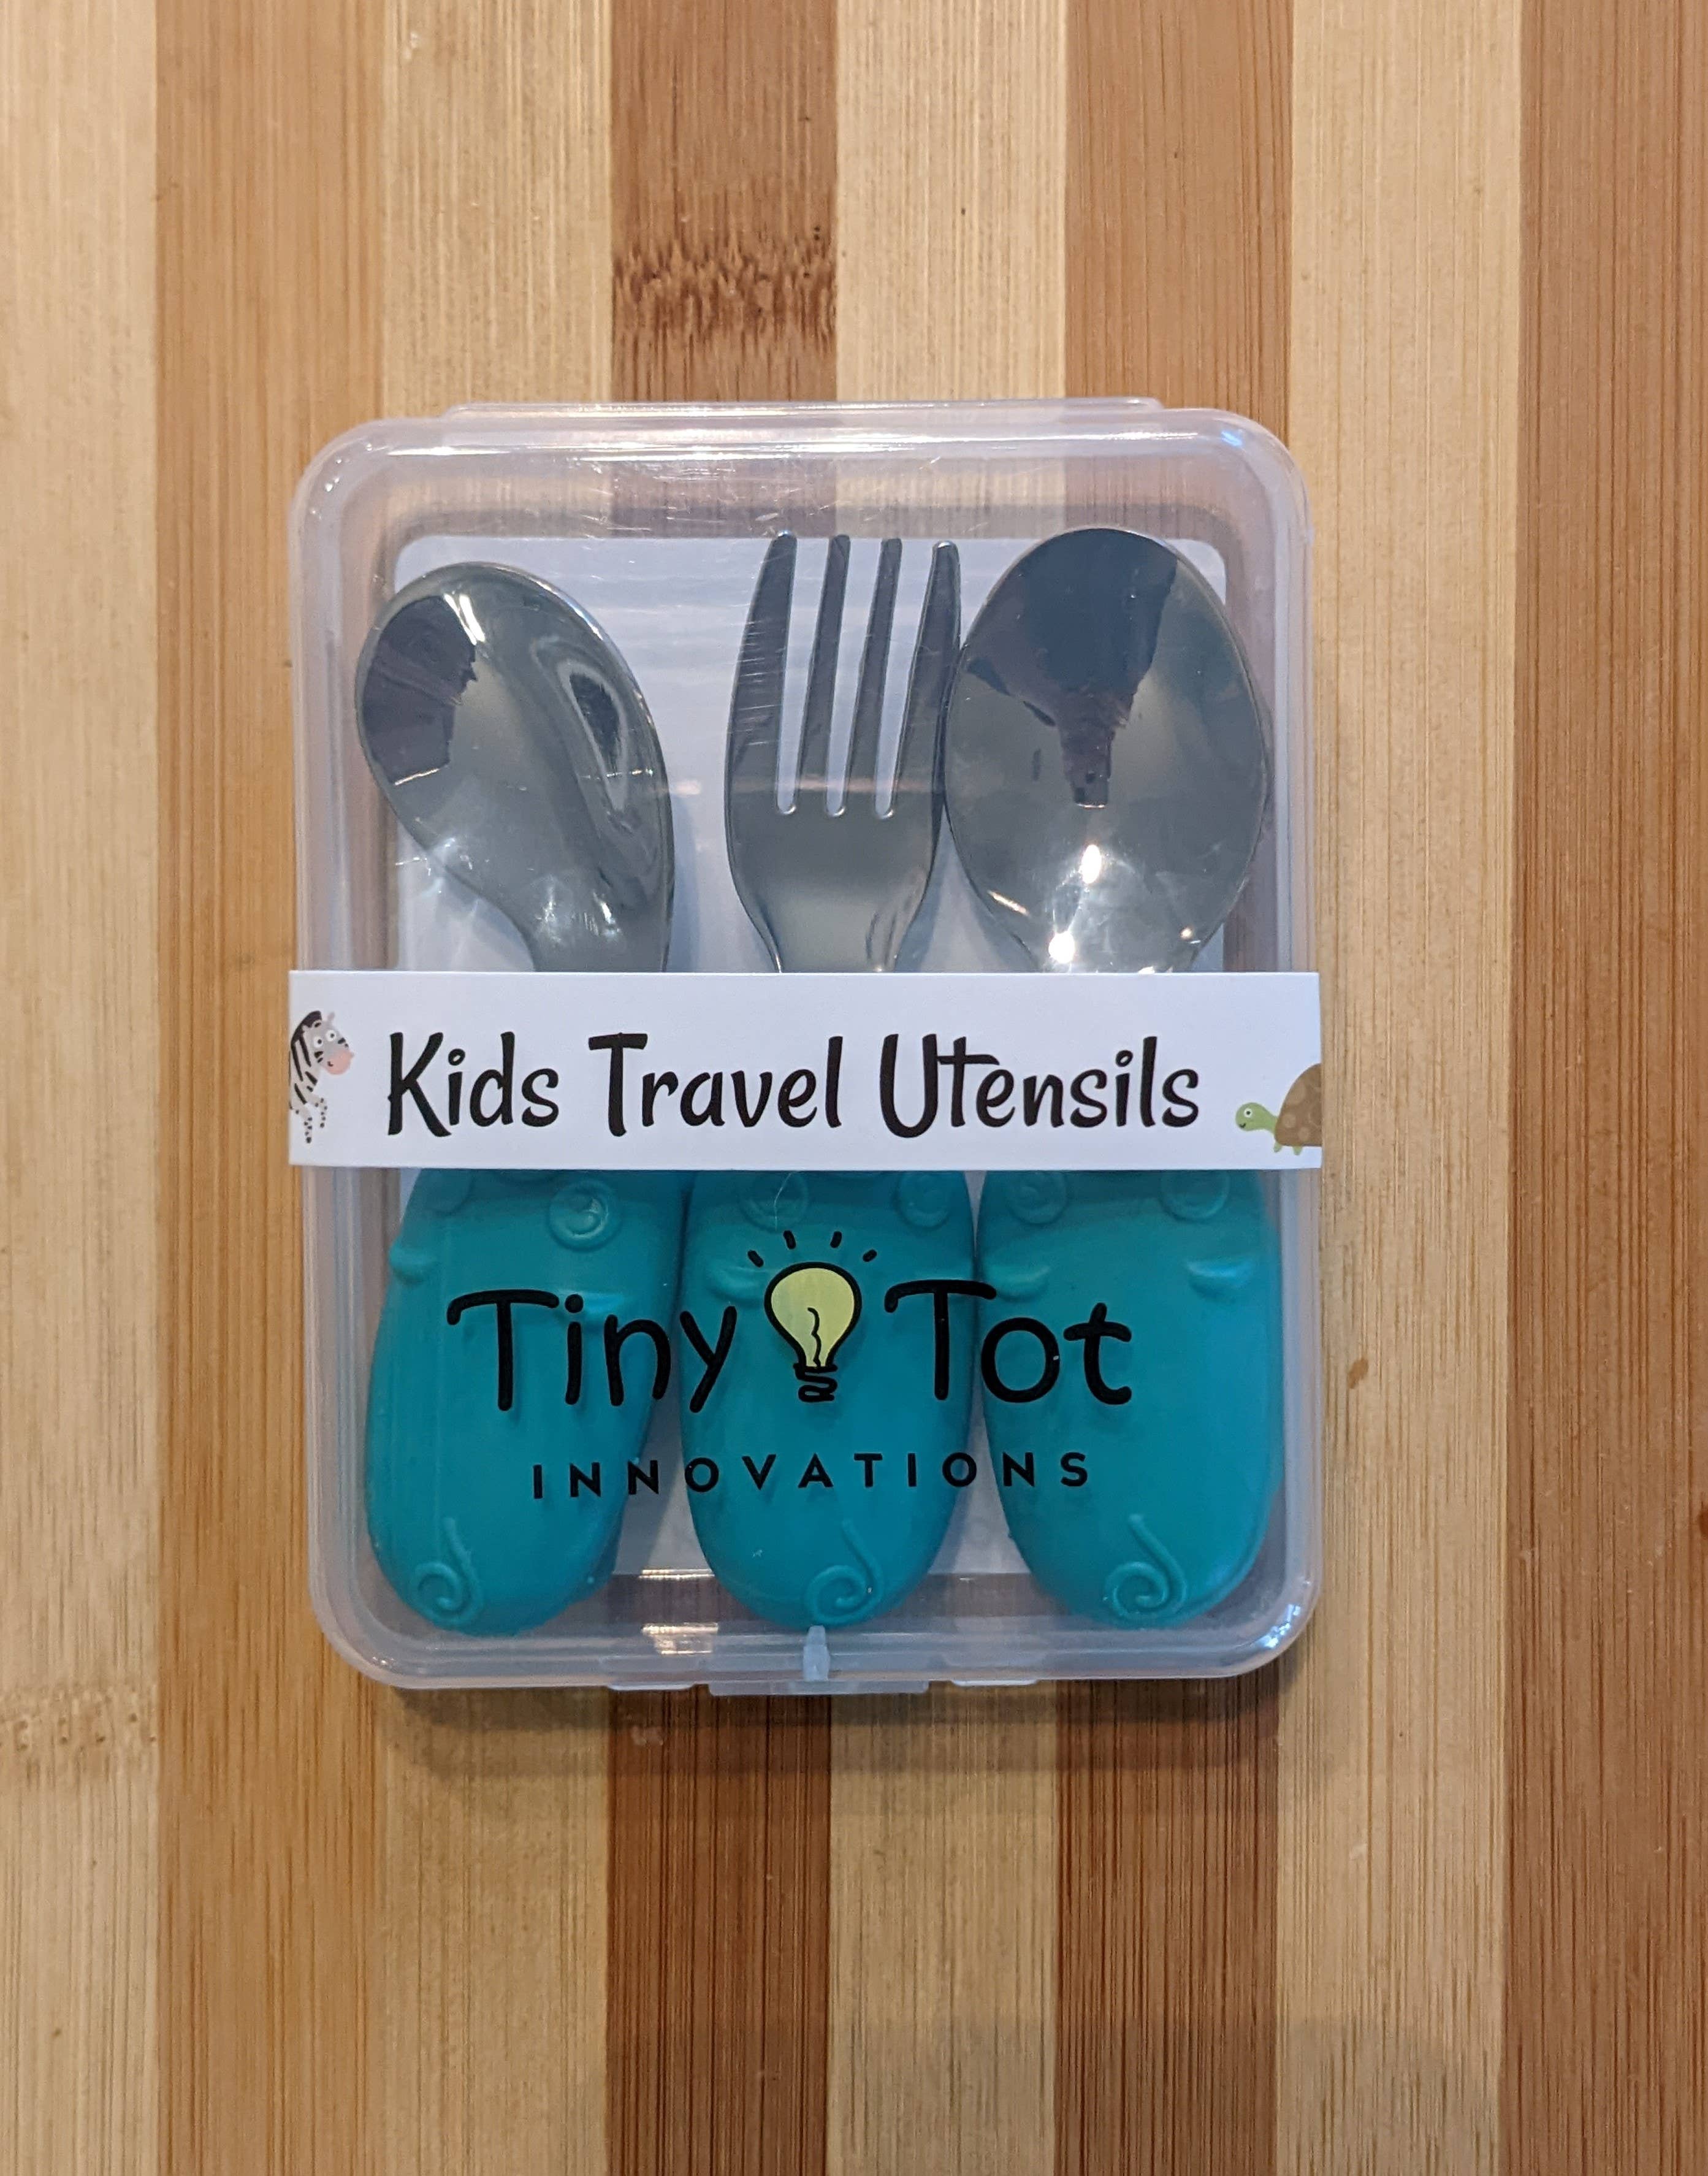 Kids Travel Utensils
Tiny Tot
INNOVATIONS